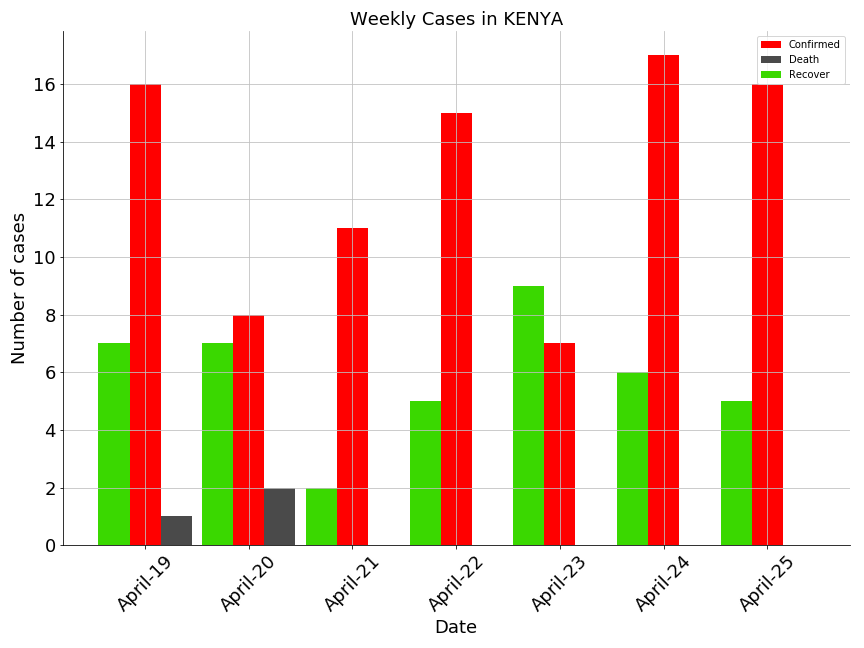 Weekly Cases in KENYA
Confirmed
Death
Recover
Number of cases
16
14
12
10
8
6
4
2
0
April-19
April-20
April-21
April-22
April-23
April-24
April-25
Date